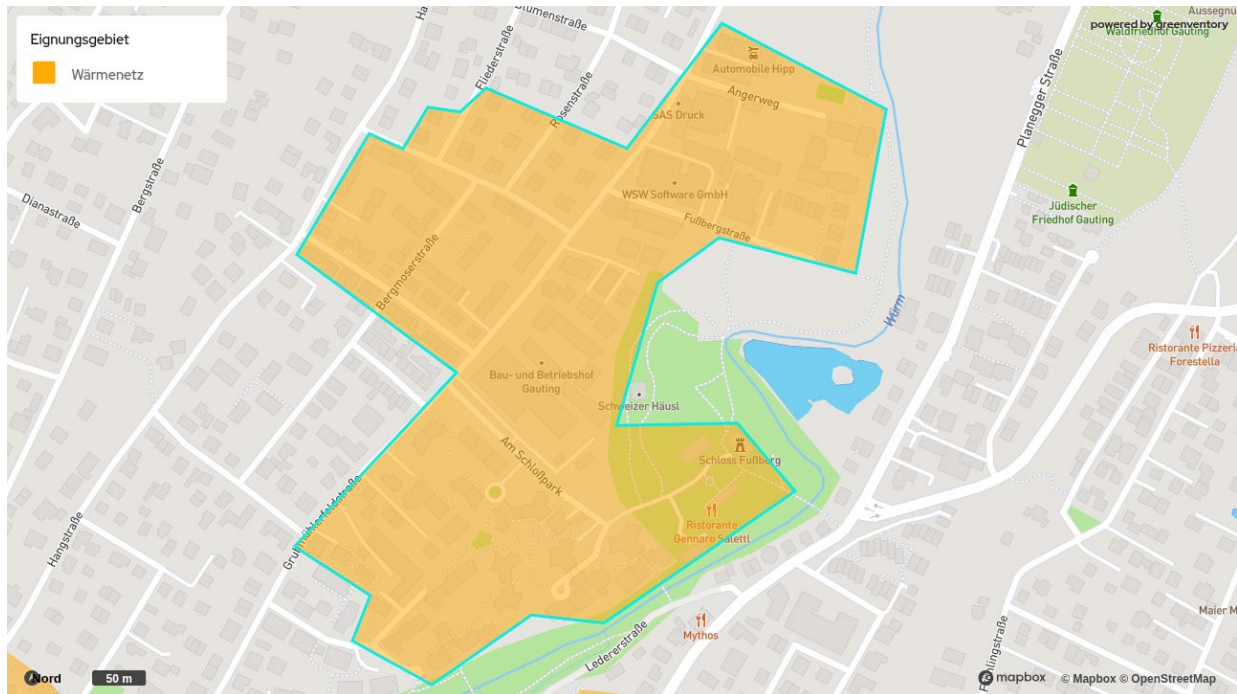 Eignungsgebiet
Wärmenetz
Blumenstraße
Aussegnu
powered by greenventory
Waldfriedhof Gauting
Fliederstraße
Rosenstraße
Automobile Hipp
Angerweg
SAS Druck
Planegger Straße
Bergstraße
Dianastraße
WSW Software GmbH
Jüdischer
Friedhof Gauting
Fußbergstraße
Bergmoserstraße
Würm
Ristorante Pizzeria
Forestella
Bau- und Betriebshof
Gauting
Schweizer Häusl
Am Schloßpark
Schloss Fußberg
Ristorante
Gennaro Salettl
Hangstraße
Grubmühlerfeldstraße
Mythos
Ledererstraße
Maier M
Nord
50 m
mapbox
© Mapbox © OpenStreetMap